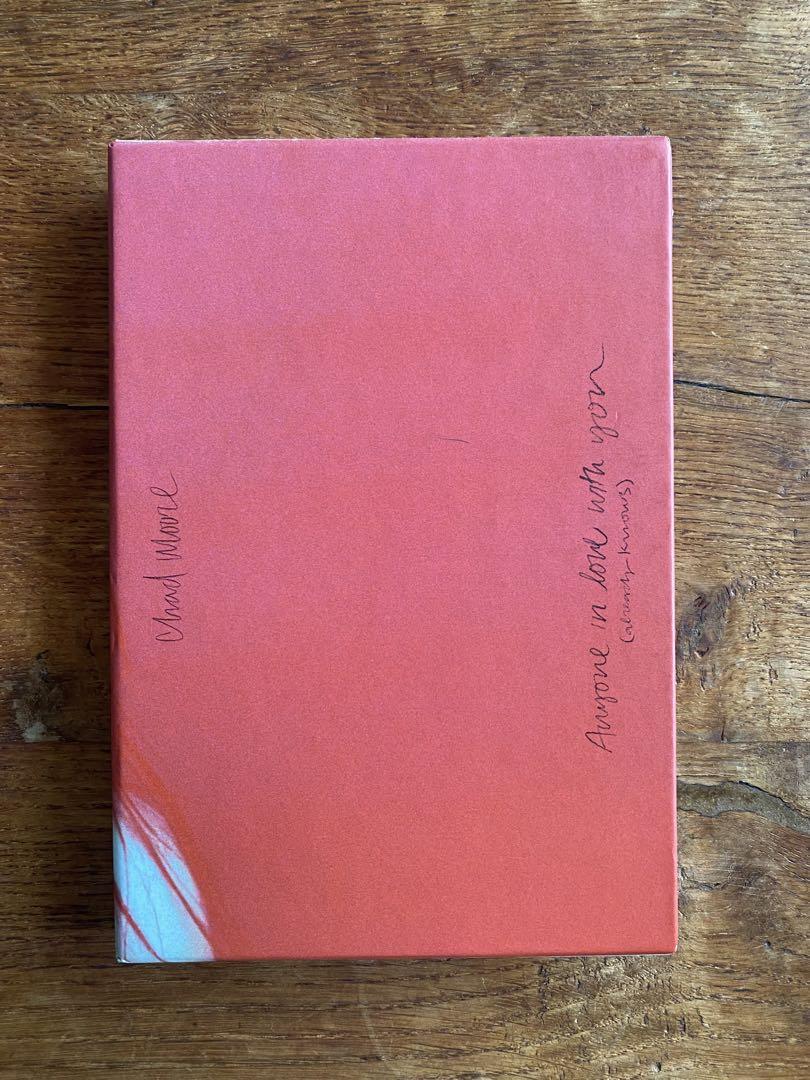 Chad Moore
Anyone in love with you
(already knows)